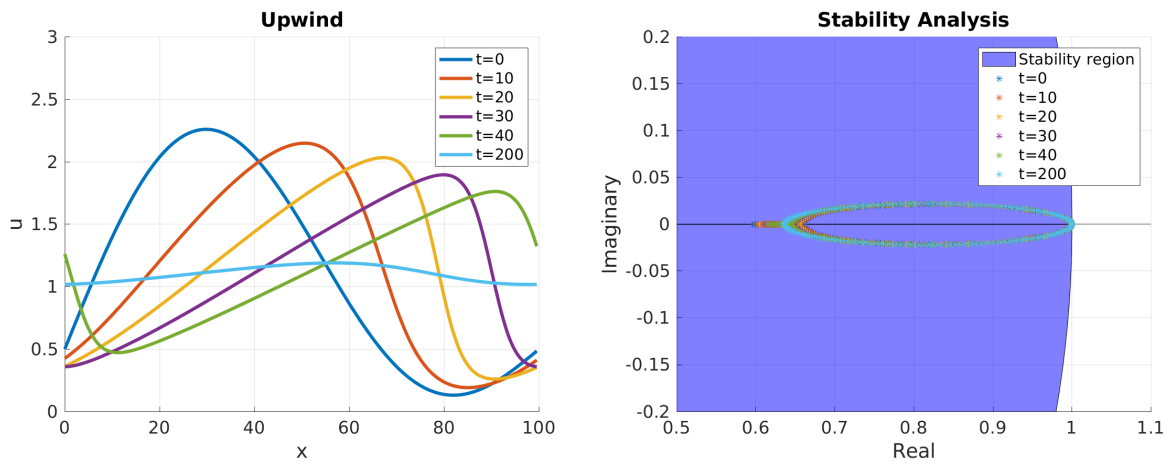 Upwind
u
3
2.5
2
1.5
1
0.5
0
0 20 40 60 80 100
x
t=0
t=10
t=20
t=30
t=40
t=200
Stability Analysis
Imaginary
0.2
0.15
0.1
0.05
0
-0.05
-0.1
-0.15
-0.2
0.5 0.6 0.7 0.8 0.9 1 1.1
Real
Stability region
t=0
t=10
t=20
t=30
t=40
t=200